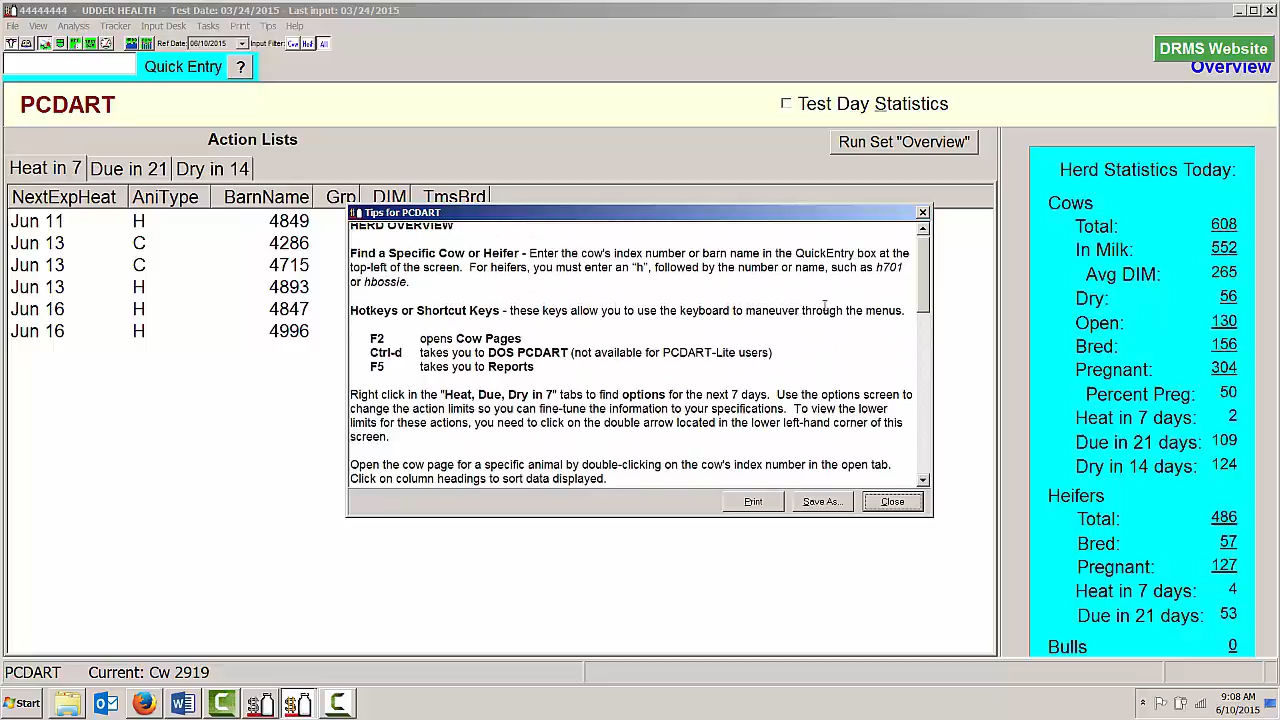 44444444 - UDDER HEALTH - Test Date: 03/24/2015 - Last input: 03/24/2015
File View Analysis Tracker Input Desk Tasks Print Tips Help
Ref Date: 06/10/2015 Input Filter: Cow Heif All
Quick Entry ?
DRMS Website
Overview
PCDART
Test Day Statistics
Action Lists
Run Set "Overview"
Heat in 7 Due in 21 Dry in 14
NextExpHeat AniType BarnName Grp DIM TmsBrd
Jun 11 H 4849
Jun 13 C 4286
Jun 13 C 4715
Jun 13 H 4893
Jun 16 H 4847
Jun 16 H 4996
Tips for PCDART
HERD OVERVIEW
Find a Specific Cow or Heifer - Enter the cow's index number or barn name in the QuickEntry box at the
top-left of the screen. For heifers, you must enter an "h", followed by the number or name, such as h701
or hbossie.
Hotkeys or Shortcut Keys - these keys allow you to use the keyboard to maneuver through the menus.
F2 opens Cow Pages
Ctrl-d takes you to DOS PCDART (not available for PCDART-Lite users)
F5 takes you to Reports
Right click in the "Heat, Due, Dry in 7" tabs to find options for the next 7 days. Use the options screen to
change the action limits so you can fine-tune the information to your specifications. To view the lower
limits for these actions, you need to click on the double arrow located in the lower left-hand corner of this
screen.
Open the cow page for a specific animal by double-clicking on the cow's index number in the open tab.
Click on column headings to sort data displayed.
Print Save As... Close
Herd Statistics Today:
Cows
Total: 608
In Milk: 552
Avg DIM: 265
Dry: 56
Open: 130
Bred: 156
Pregnant: 304
Percent Preg: 50
Heat in 7 days: 2
Due in 21 days: 109
Dry in 14 days: 124
Heifers
Total: 486
Bred: 57
Pregnant: 127
Heat in 7 days: 4
Due in 21 days: 53
Bulls 0
PCDART Current: Cw 2919
Start
9:08 AM
6/10/2015